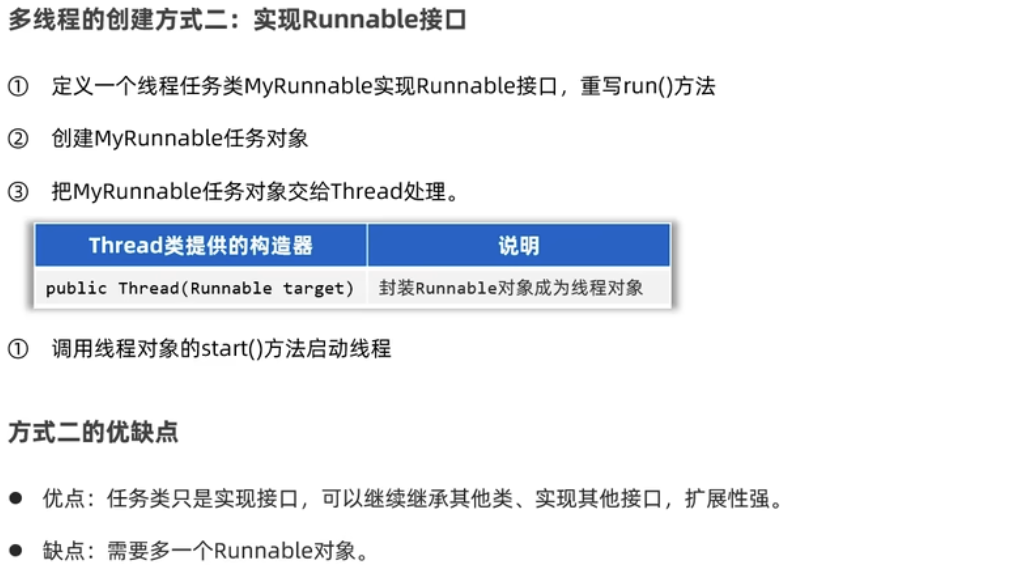 多线程的创建方式二：实现Runnable接口
① 定义一个线程任务类MyRunnable实现Runnable接口，重写run()方法
② 创建MyRunnable任务对象
③ 把MyRunnable任务对象交给Thread处理。
Thread类提供的构造器 说明
public Thread(Runnable target) 封装Runnable对象成为线程对象
① 调用线程对象的start()方法启动线程
方式二的优缺点
● 优点：任务类只是实现接口，可以继续继承其他类、实现其他接口，扩展性强。
● 缺点：需要多一个Runnable对象。